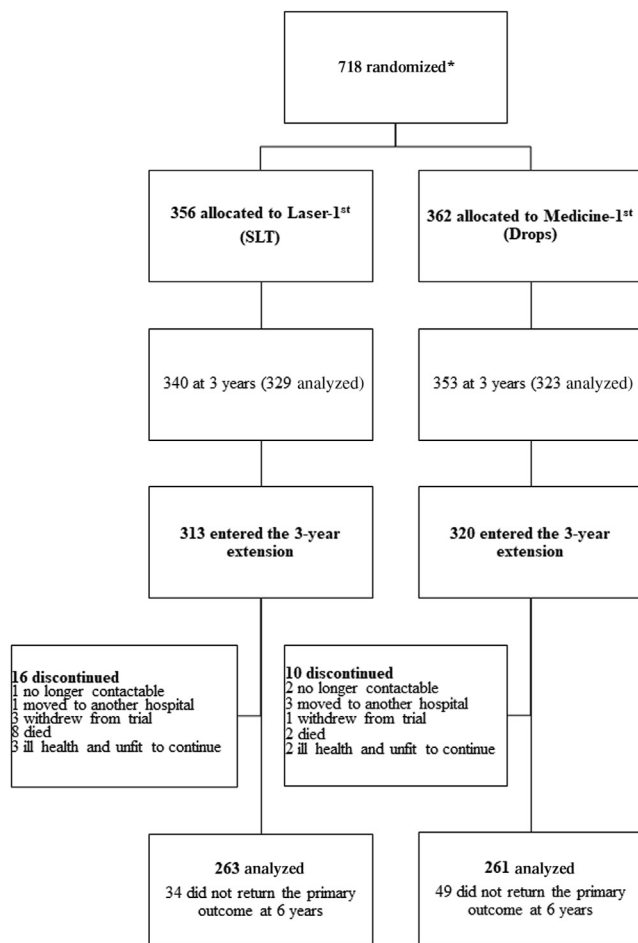 718 randomized*
356 allocated to Laser-1st
(SLT)
362 allocated to Medicine-1st
(Drops)
340 at 3 years (329 analyzed)
353 at 3 years (323 analyzed)
313 entered the 3-year
extension
320 entered the 3-year
extension
16 discontinued
1 no longer contactable
1 moved to another hospital
3 withdrew from trial
8 died
3 ill health and unfit to continue
10 discontinued
2 no longer contactable
3 moved to another hospital
1 withdrew from trial
2 died
2 ill health and unfit to continue
263 analyzed
34 did not return the primary
outcome at 6 years
261 analyzed
49 did not return the primary
outcome at 6 years